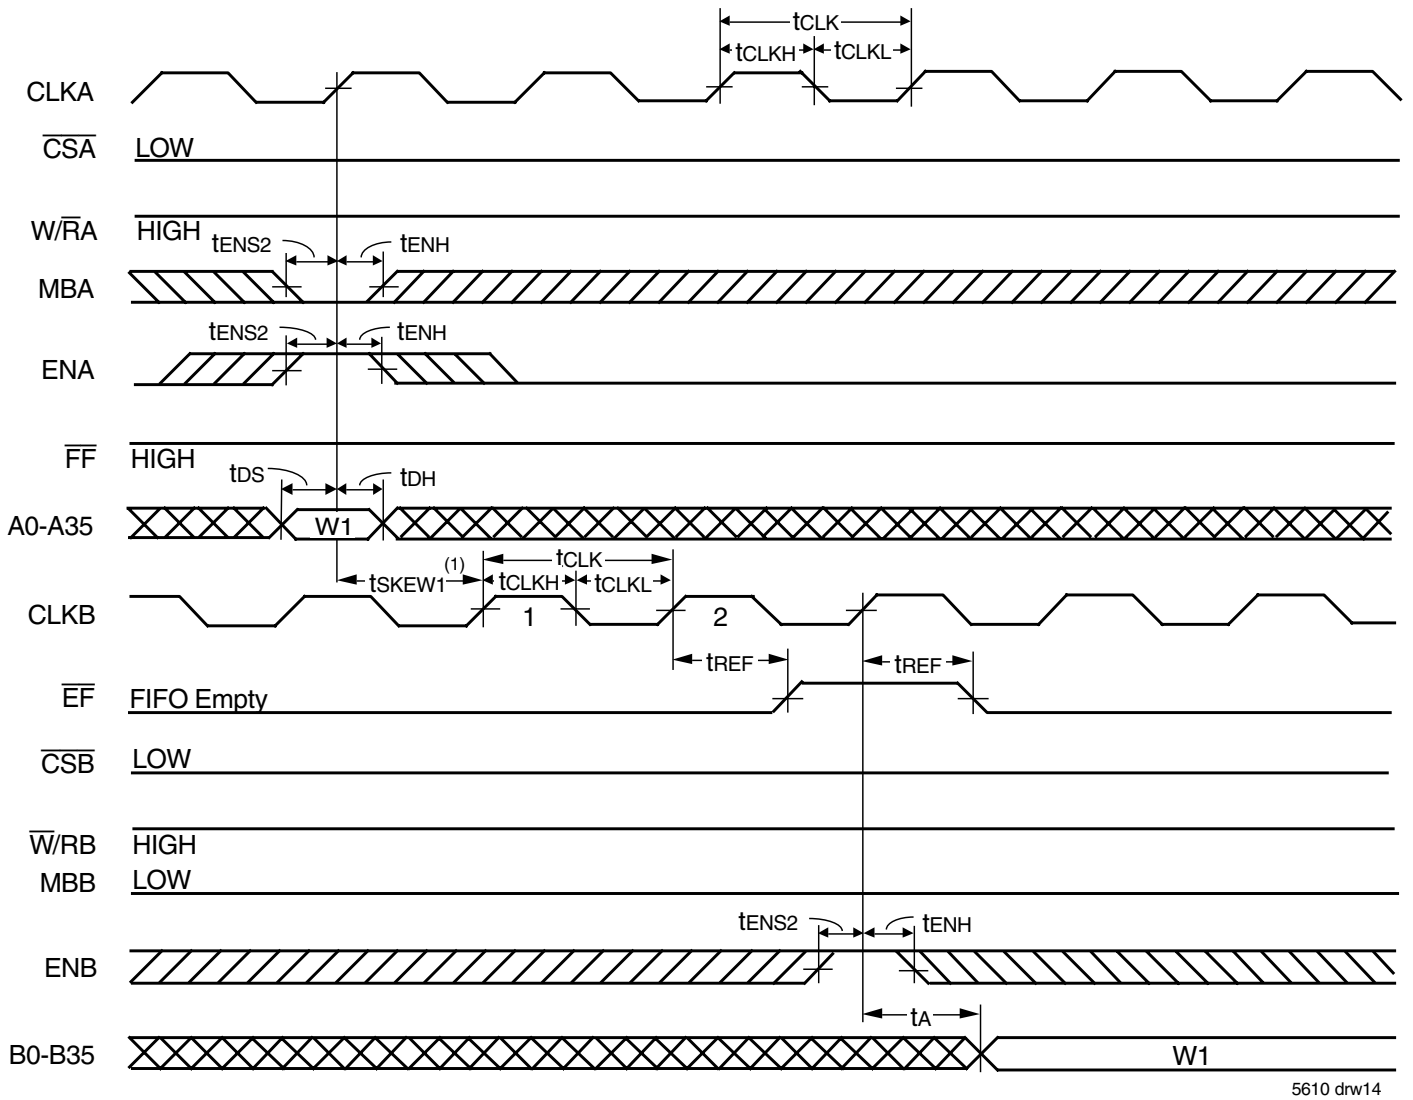 tCLK
tCLKH tCLKL
CLKA
CSA LOW
W/RA HIGH
tENS2 tENH
MBA
tENS2 tENH
ENA
FF HIGH
tDS tDH
A0-A35 W1
tSKEW1 (1) tCLK
tCLKH tCLKL
CLKB 1 2
tREF tREF
EF FIFO Empty
CSB LOW
W/RB HIGH
MBB LOW
tENS2 tENH
ENB
tA
B0-B35 W1
5610 drw14